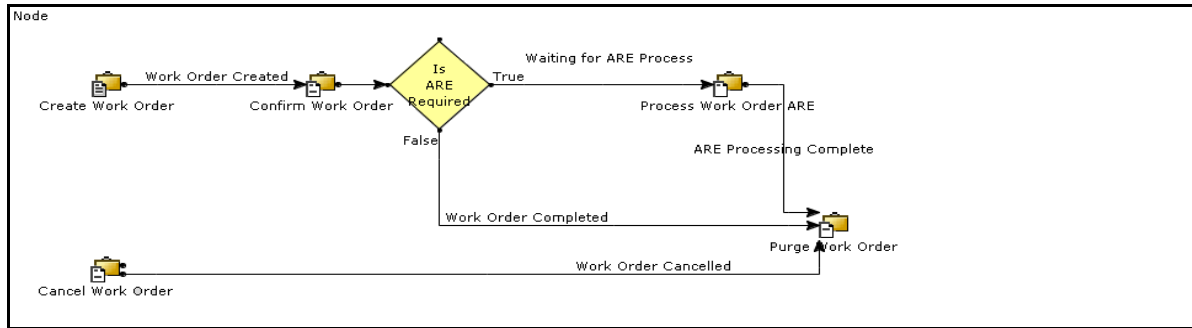 Node
Waiting for ARE Process
Work Order Created
Is
ARE
Required
True
Create Work Order
Confirm Work Order
Process Work Order ARE
False
ARE Processing Complete
Work Order Completed
Purge Work Order
Work Order Cancelled
Cancel Work Order